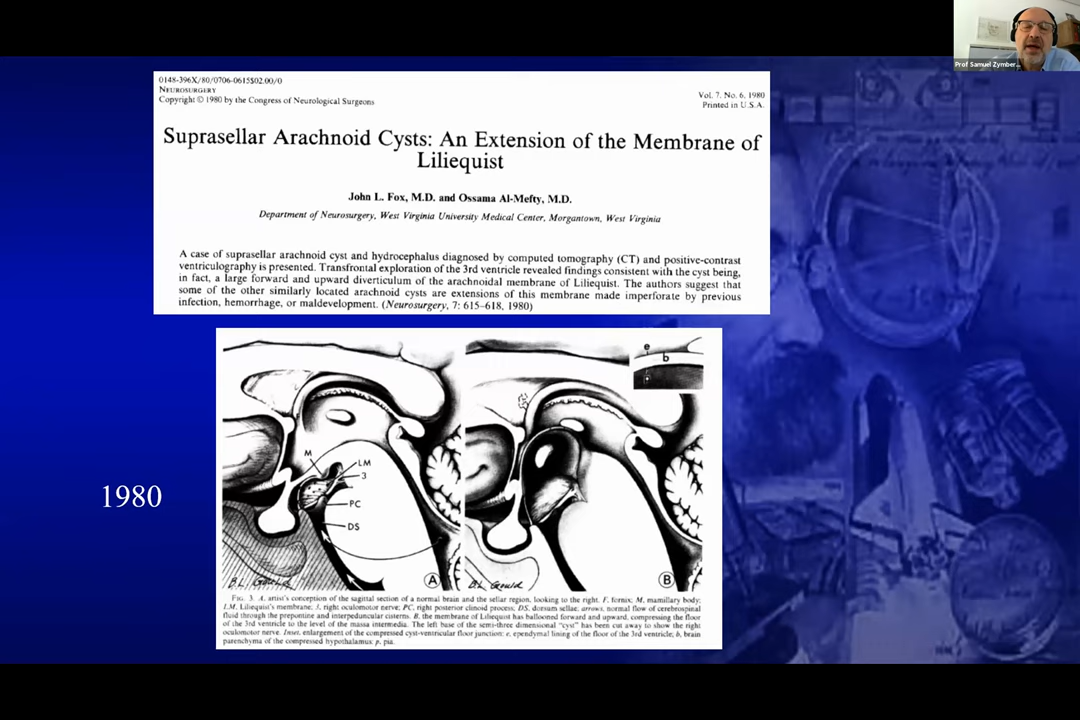 Prof Samuel Zymber...
0148-396X/80/0706-0615$02.00/0
NEUROSURGERY
Copyright © 1980 by the Congress of Neurological Surgeons
Vol. 7, No. 6, 1980
Printed in U.S.A.
Suprasellar Arachnoid Cysts: An Extension of the Membrane of
Liliequist
John L. Fox, M.D. and Ossama Al-Mefty, M.D.
Department of Neurosurgery, West Virginia University Medical Center, Morgantown, West Virginia
A case of suprasellar arachnoid cyst and hydrocephalus diagnosed by computed tomography (CT) and positive-contrast
ventriculography is presented. Transfrontal exploration of the 3rd ventricle revealed findings consistent with the cyst being,
in fact, a large forward and upward diverticulum of the arachnoidal membrane of Liliequist. The authors suggest that
some of the other similarly located arachnoid cysts are extensions of this membrane made imperforate by previous
infection, hemorrhage, or maldevelopment. (Neurosurgery, 7: 615–618, 1980)
e
b
M
LM
3
PC
DS
B.L. Gould
A
B.L. Gould
B
1980
FIG. 3. A, artist's conception of the sagittal section of a normal brain and the sellar region, looking to the right. F, fornix; M, mamillary body;
LM, Liliequist's membrane; 3, right oculomotor nerve; PC, right posterior clinoid process; DS, dorsum sellae; arrows, normal flow of cerebrospinal
fluid through the prepontine and interpeduncular cisterns. B, the membrane of Liliequist has ballooned forward and upward, compressing the floor
of the 3rd ventricle to the level of the massa intermedia. The left base of the semi-three dimensional "cyst" has been cut away to show the right
oculomotor nerve. Inset, enlargement of the compressed cyst-ventricular floor junction: e, ependymal lining of the floor of the 3rd ventricle; b, brain
parenchyma of the compressed hypothalamus p, pia.